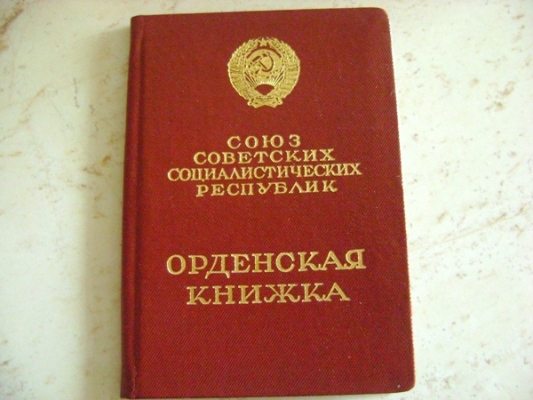 СОЮЗ
СОВЕТСКИХ
СОЦИАЛИСТИЧЕСКИХ
РЕСПУБЛИК
ОРДЕНСКАЯ
КНИЖКА